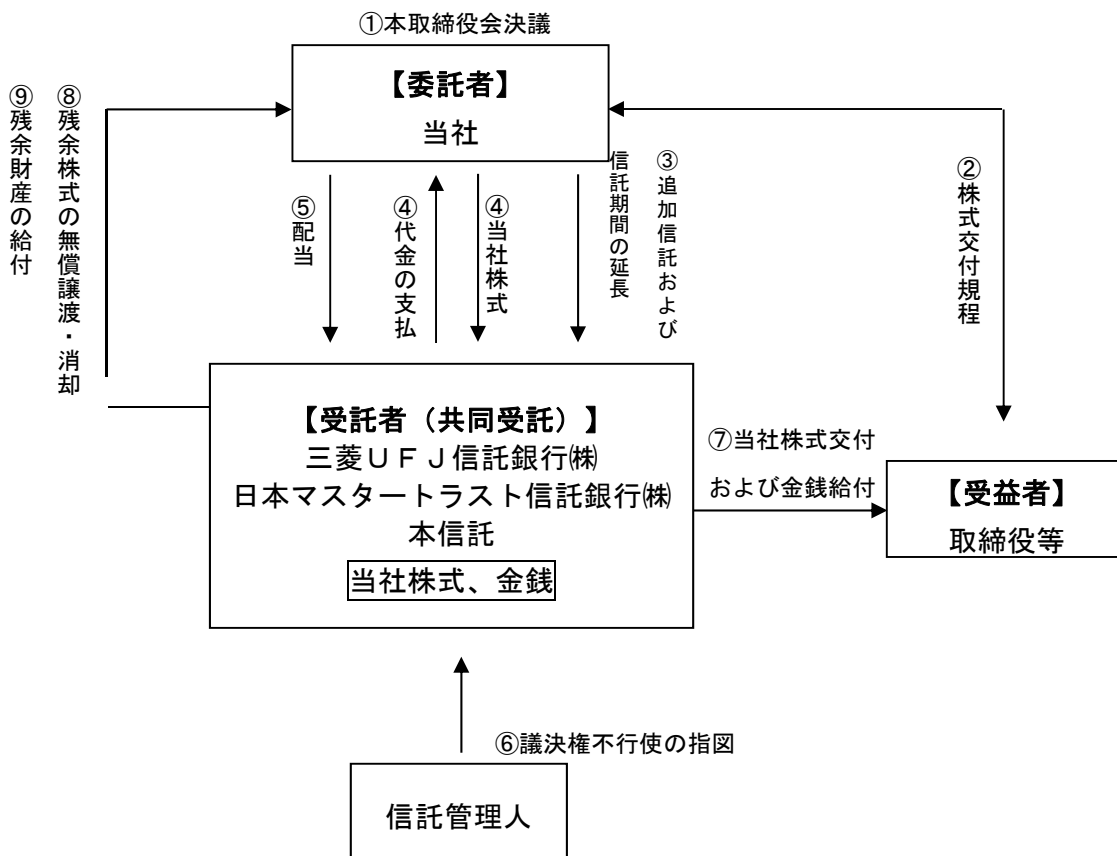 ①本取締役会決議
【委託者】
当社
⑨残余財産の給付
⑧残余株式の無償譲渡・消却
⑤配当
④代金の支払
④当社株式
③追加信託および
信託期間の延長
②株式交付規程
【受託者（共同受託）】
三菱ＵＦＪ信託銀行㈱
日本マスタートラスト信託銀行㈱
本信託
当社株式、金銭
⑦当社株式交付
および金銭給付
【受益者】
取締役等
⑥議決権不行使の指図
信託管理人